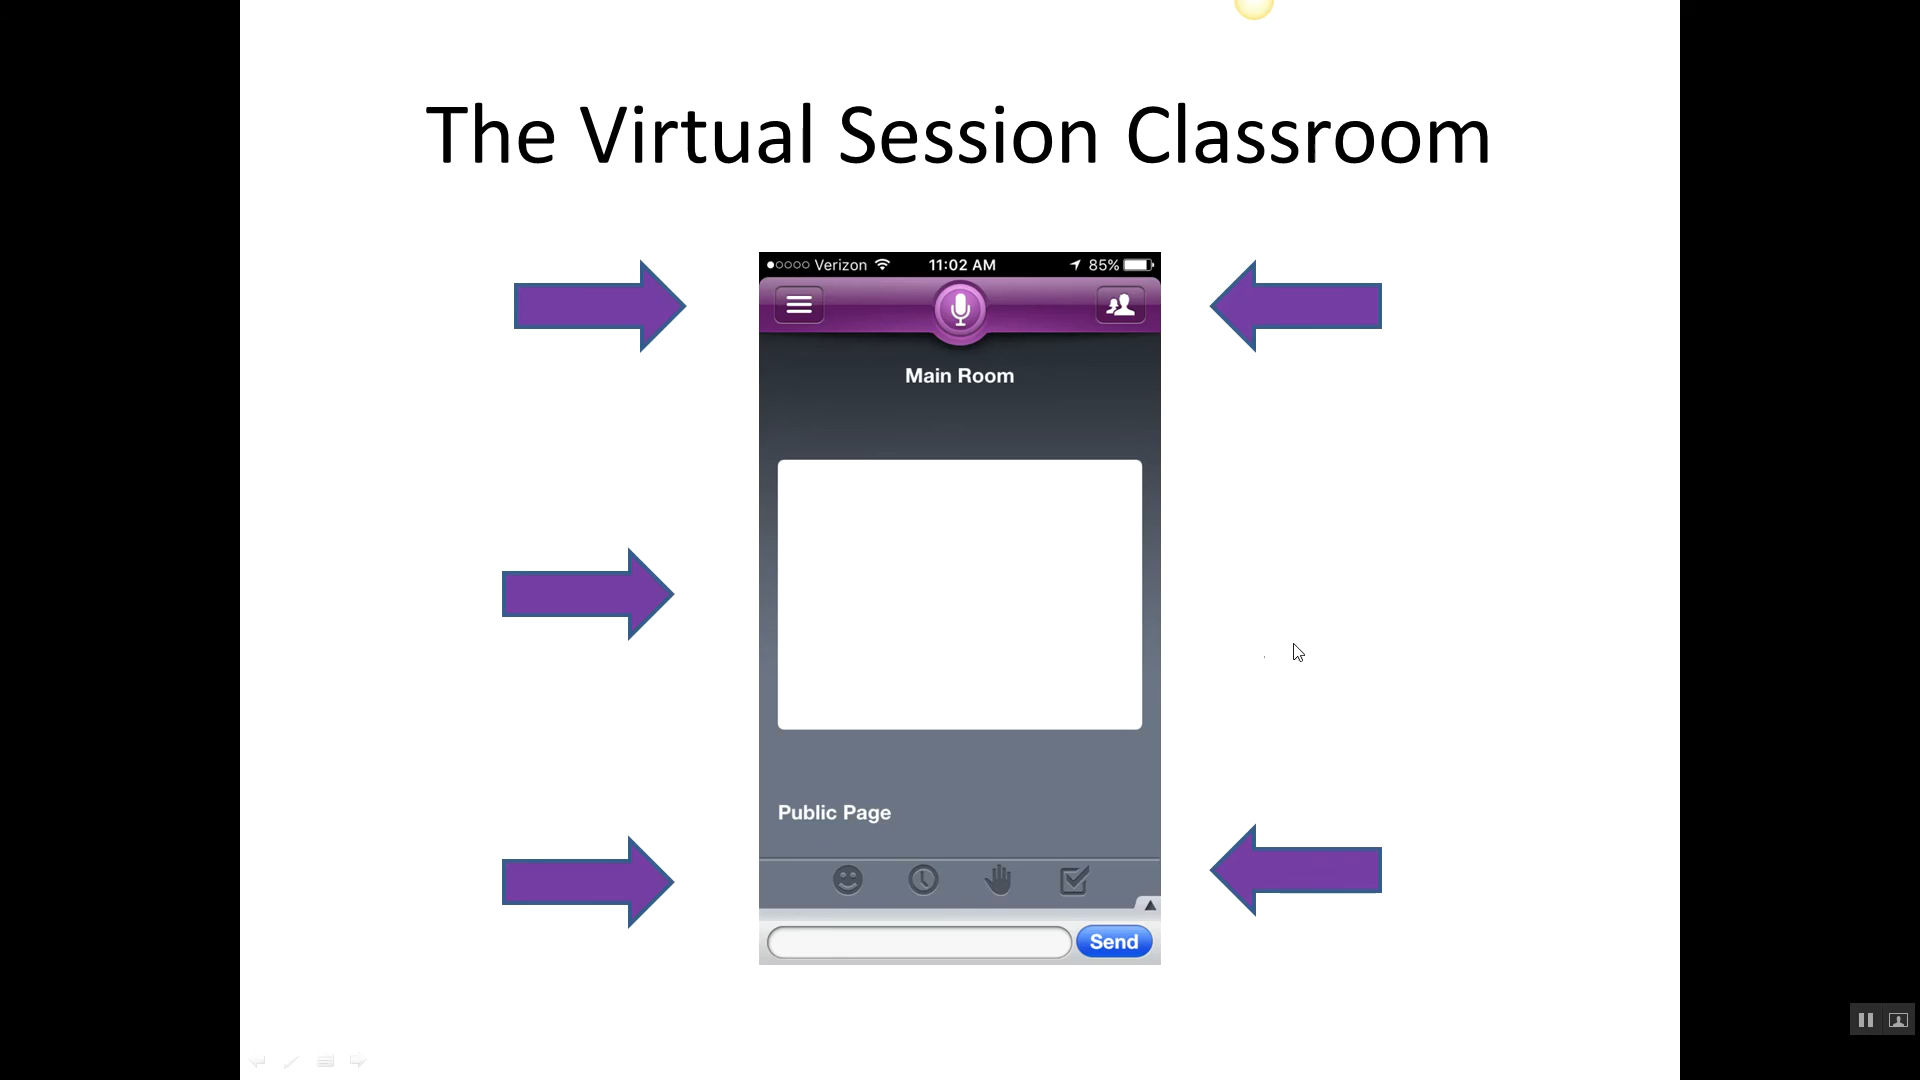 The Virtual Session Classroom
Verizon 11:02 AM 85%
Main Room
Public Page
Send